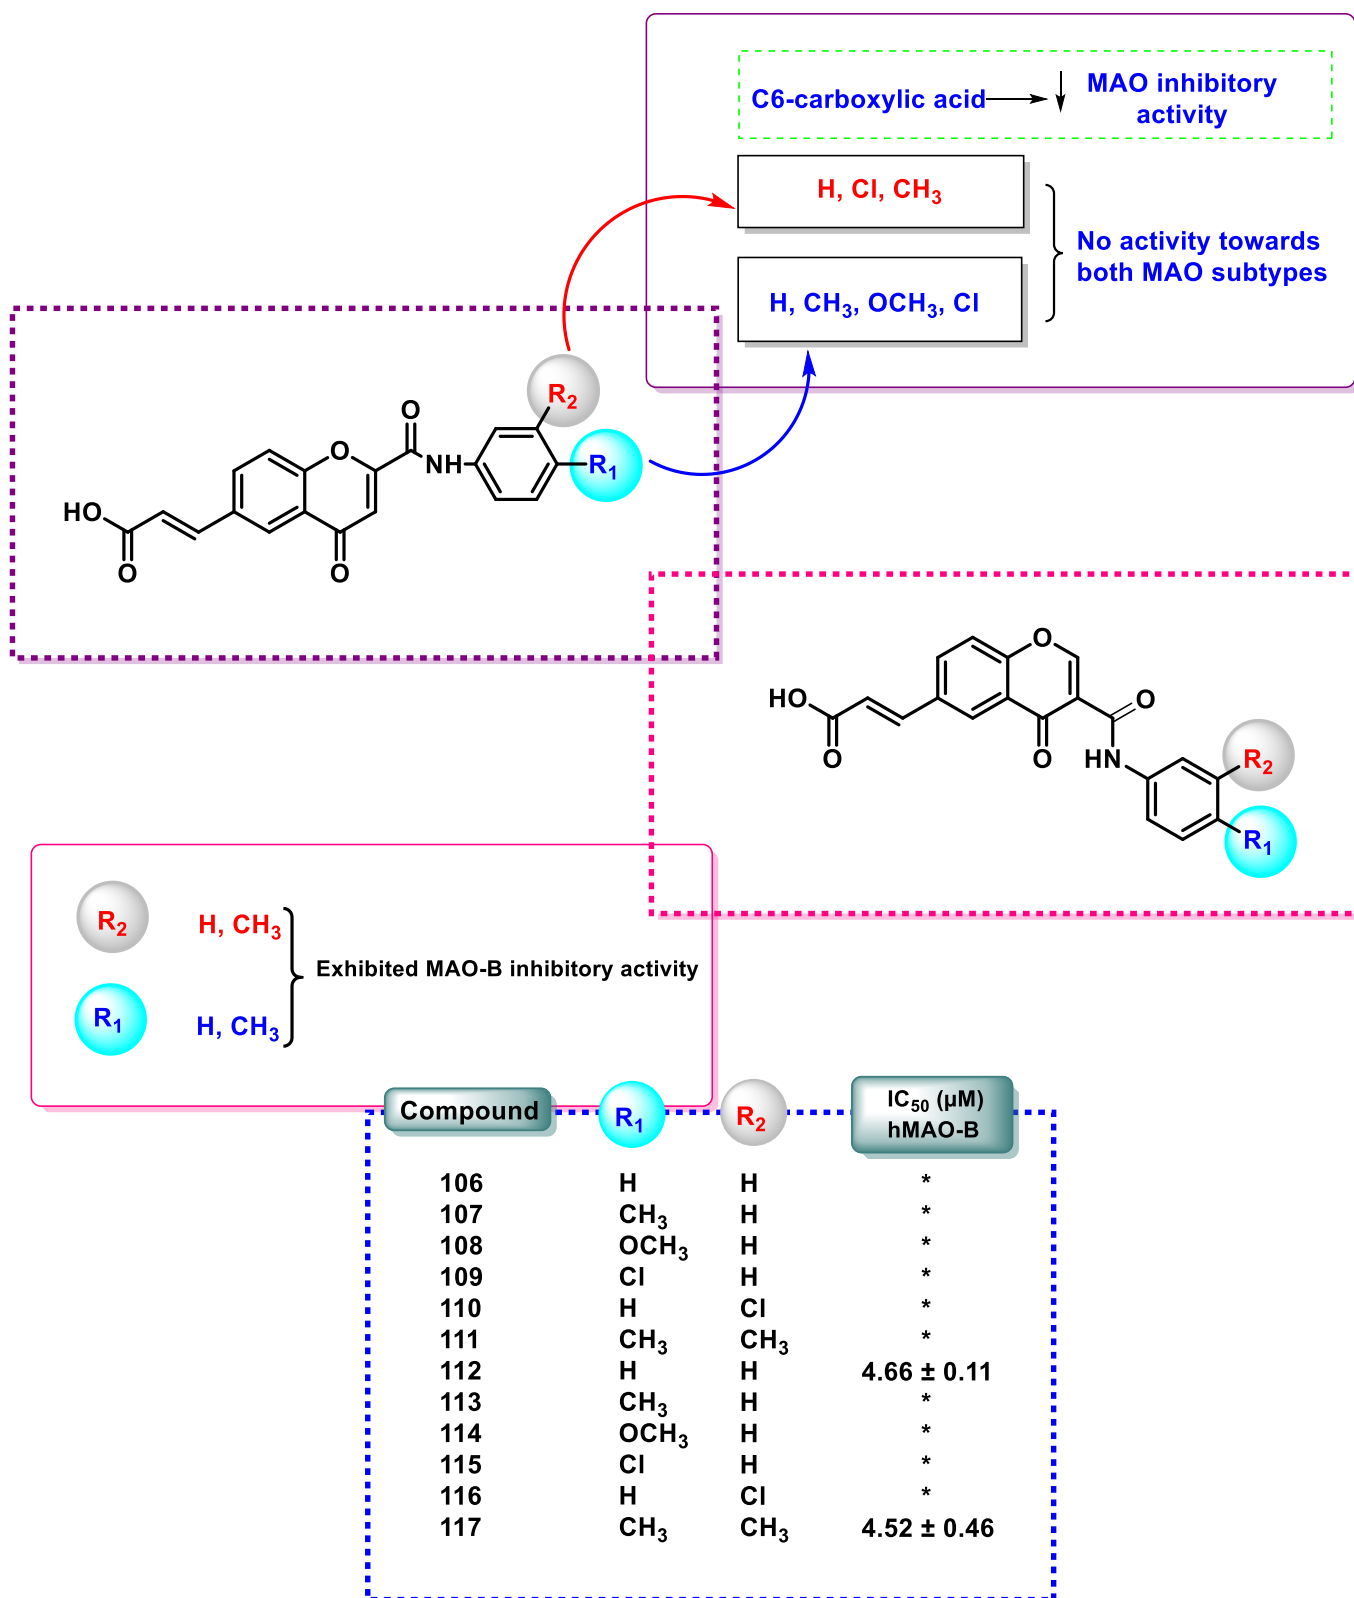 C6-carboxylic acid
MAO inhibitory
activity
H, Cl, CH3
No activity towards
both MAO subtypes
H, CH3, OCH3, Cl
R2
R1
O
O
NH
HO
O
O
O
HO
O
O
O
HN
R2
R1
R2
H, CH3
Exhibited MAO-B inhibitory activity
R1
H, CH3
Compound R1 R2 IC50 (µM)
hMAO-B
106 H H *
107 CH3 H *
108 OCH3 H *
109 Cl H *
110 H Cl *
111 CH3 CH3 *
112 H H 4.66 ± 0.11
113 CH3 H *
114 OCH3 H *
115 Cl H *
116 H Cl *
117 CH3 CH3 4.52 ± 0.46